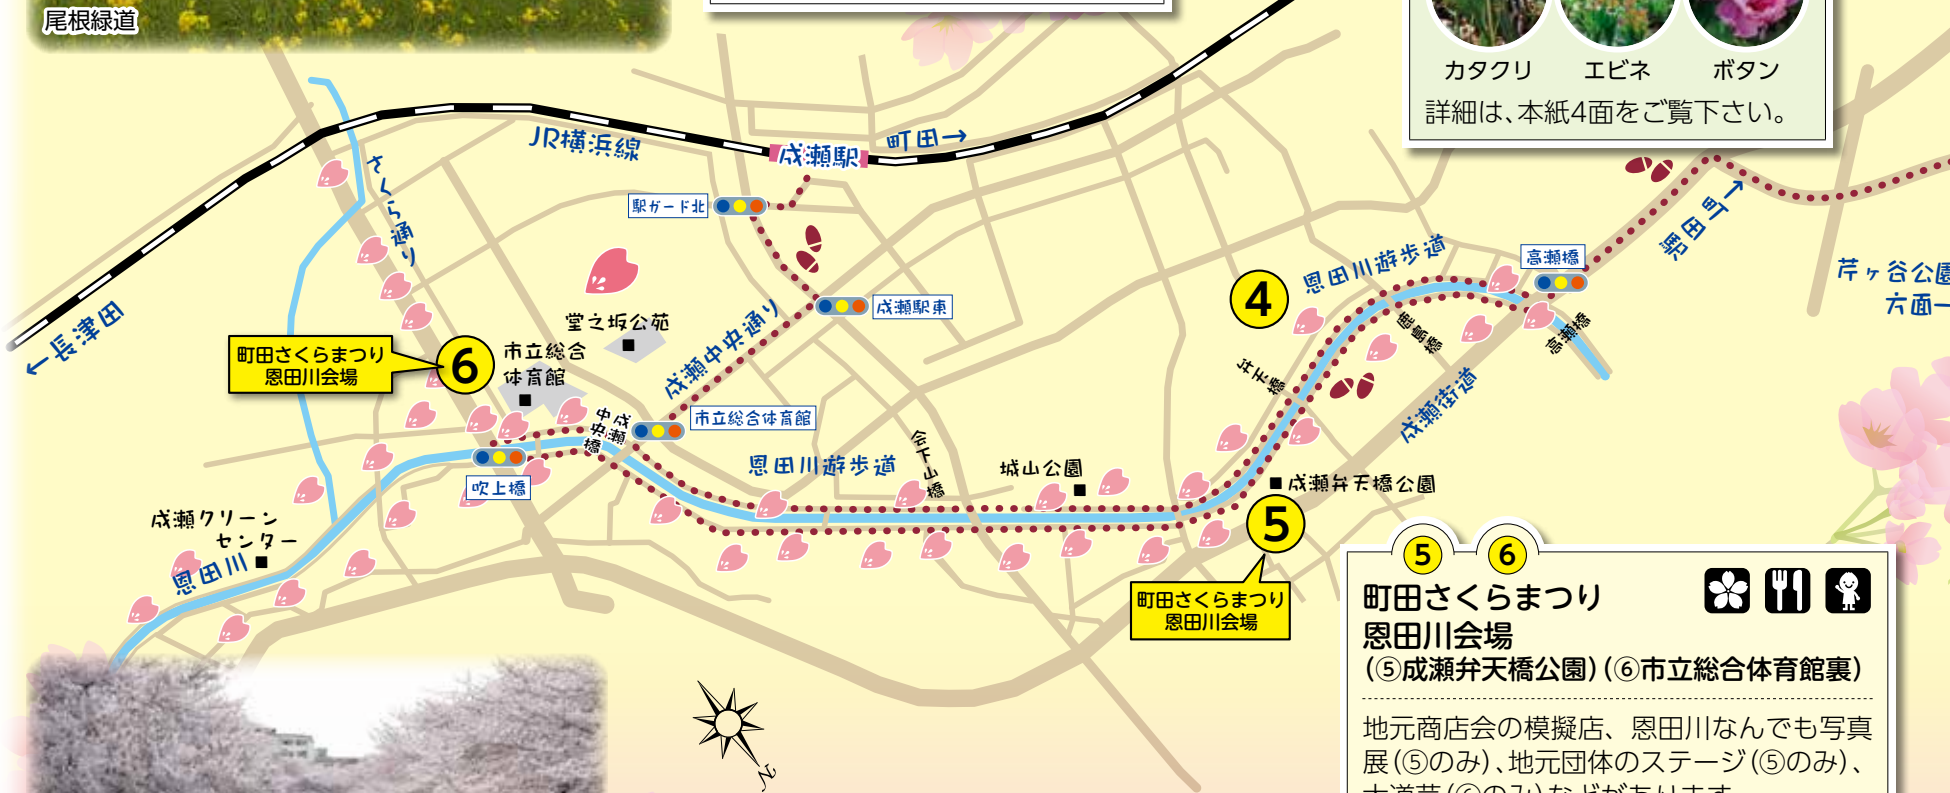 尾根緑道
カタクリ
エビネ
ボタン
詳細は、本紙4面をご覧下さい。
JR横浜線
成瀬駅
町田→
さくら通り
駅ガード北
←長津田
成瀬駅東
堂之坂公苑
町田さくらまつり
恩田川会場
6
市立総合
体育館
成瀬中央通り
成瀬
中央橋
市立総合体育館
吹上橋
恩田川遊歩道
会下山橋
城山公園
成瀬クリーン
センター
恩田川
4
恩田川遊歩道
高瀬橋
町田駅
芹ヶ谷公園
方面→
鹿島橋
高瀬橋
弁天橋
成瀬街道
成瀬弁天橋公園
5
町田さくらまつり
恩田川会場
N
5
6
町田さくらまつり
恩田川会場
(⑤成瀬弁天橋公園)(⑥市立総合体育館裏)
地元商店会の模擬店、恩田川なんでも写真
展(⑤のみ)、地元団体のステージ(⑤のみ)、